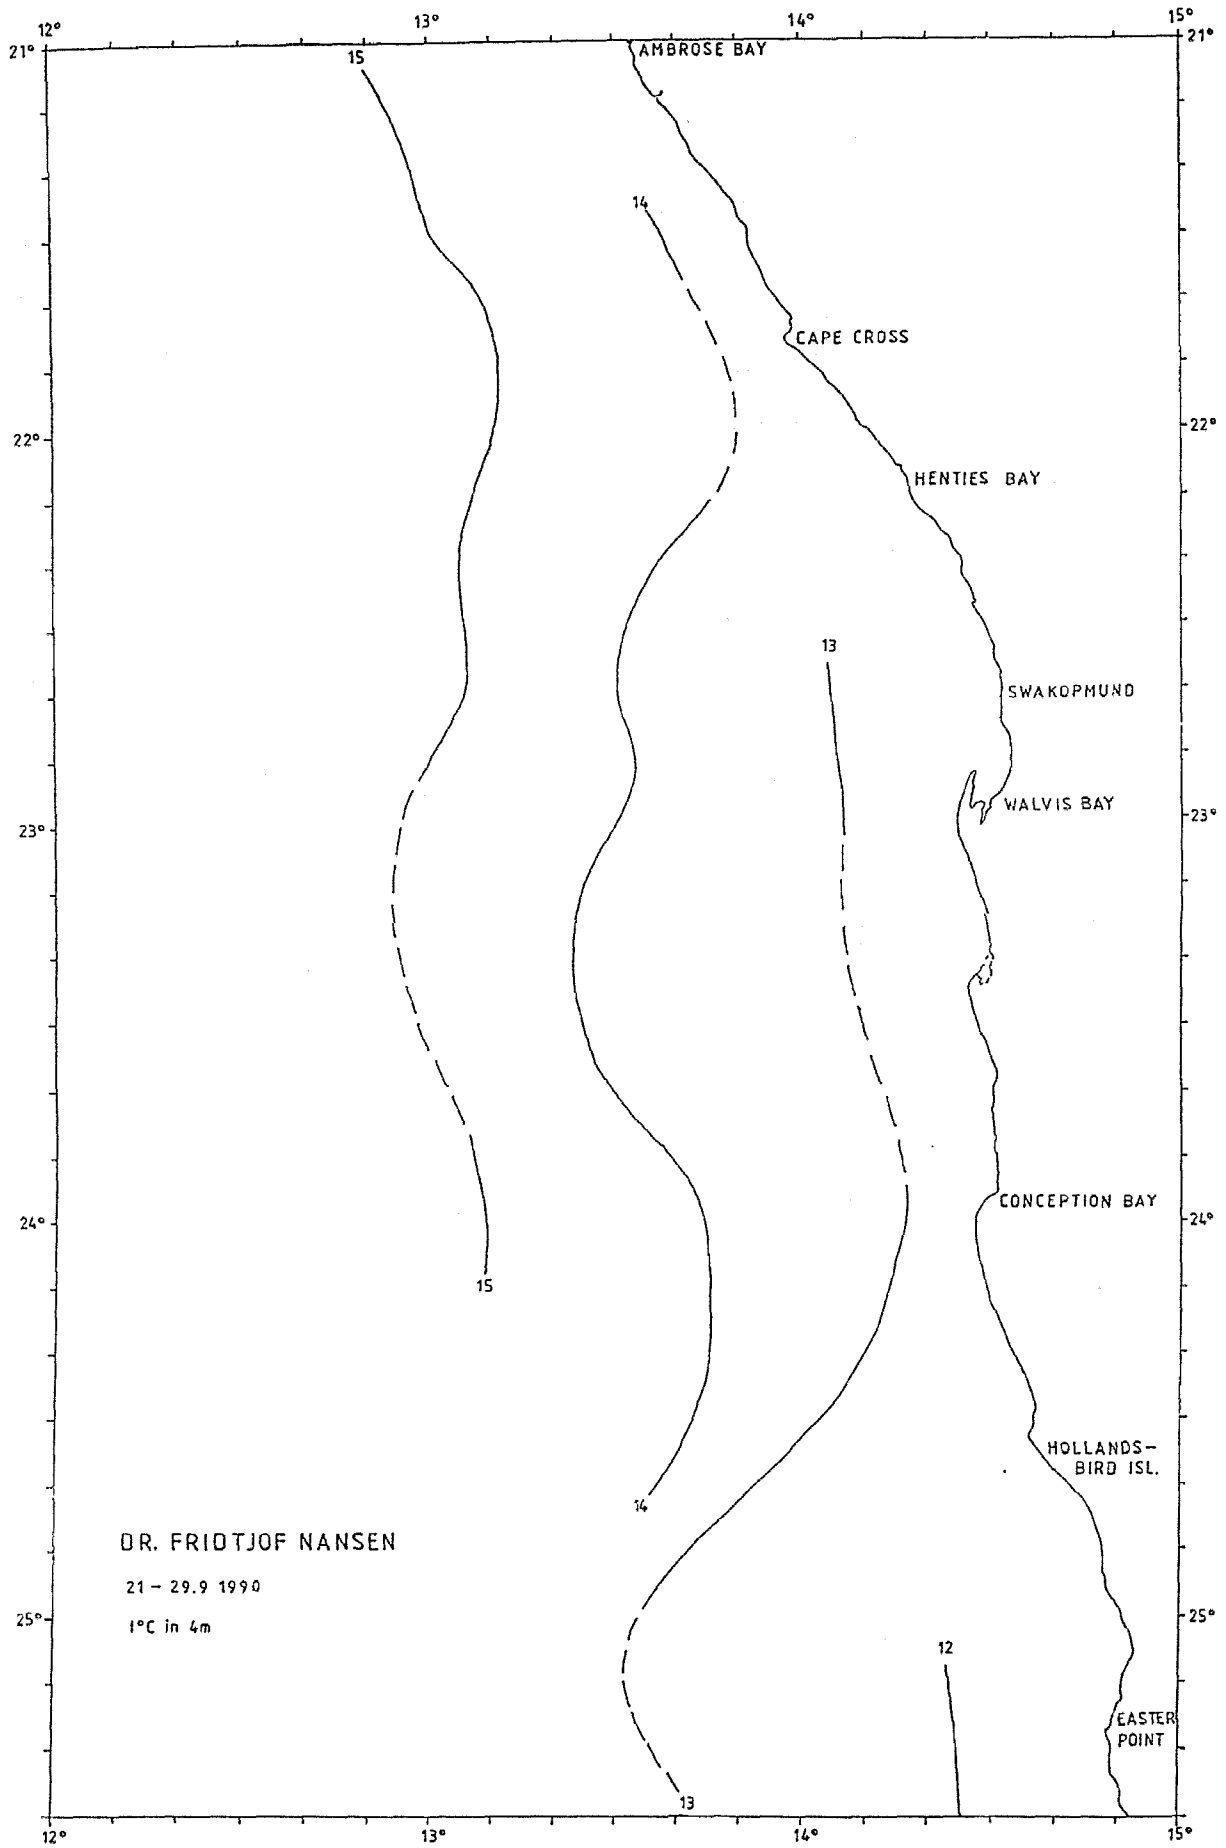 12°
13°
14°
15°
21°
21°
15
AMBROSE BAY
14
CAPE CROSS
22°
22°
HENTIES BAY
13
SWAKOPMUND
WALVIS BAY
23°
23°
CONCEPTION BAY
24°
24°
15
HOLLANDS-
BIRD ISL.
14
DR. FRIDTJOF NANSEN
21 - 29.9 1990
t°C in 4m
25°
25°
12
EASTER
POINT
13
12°
13°
14°
15°